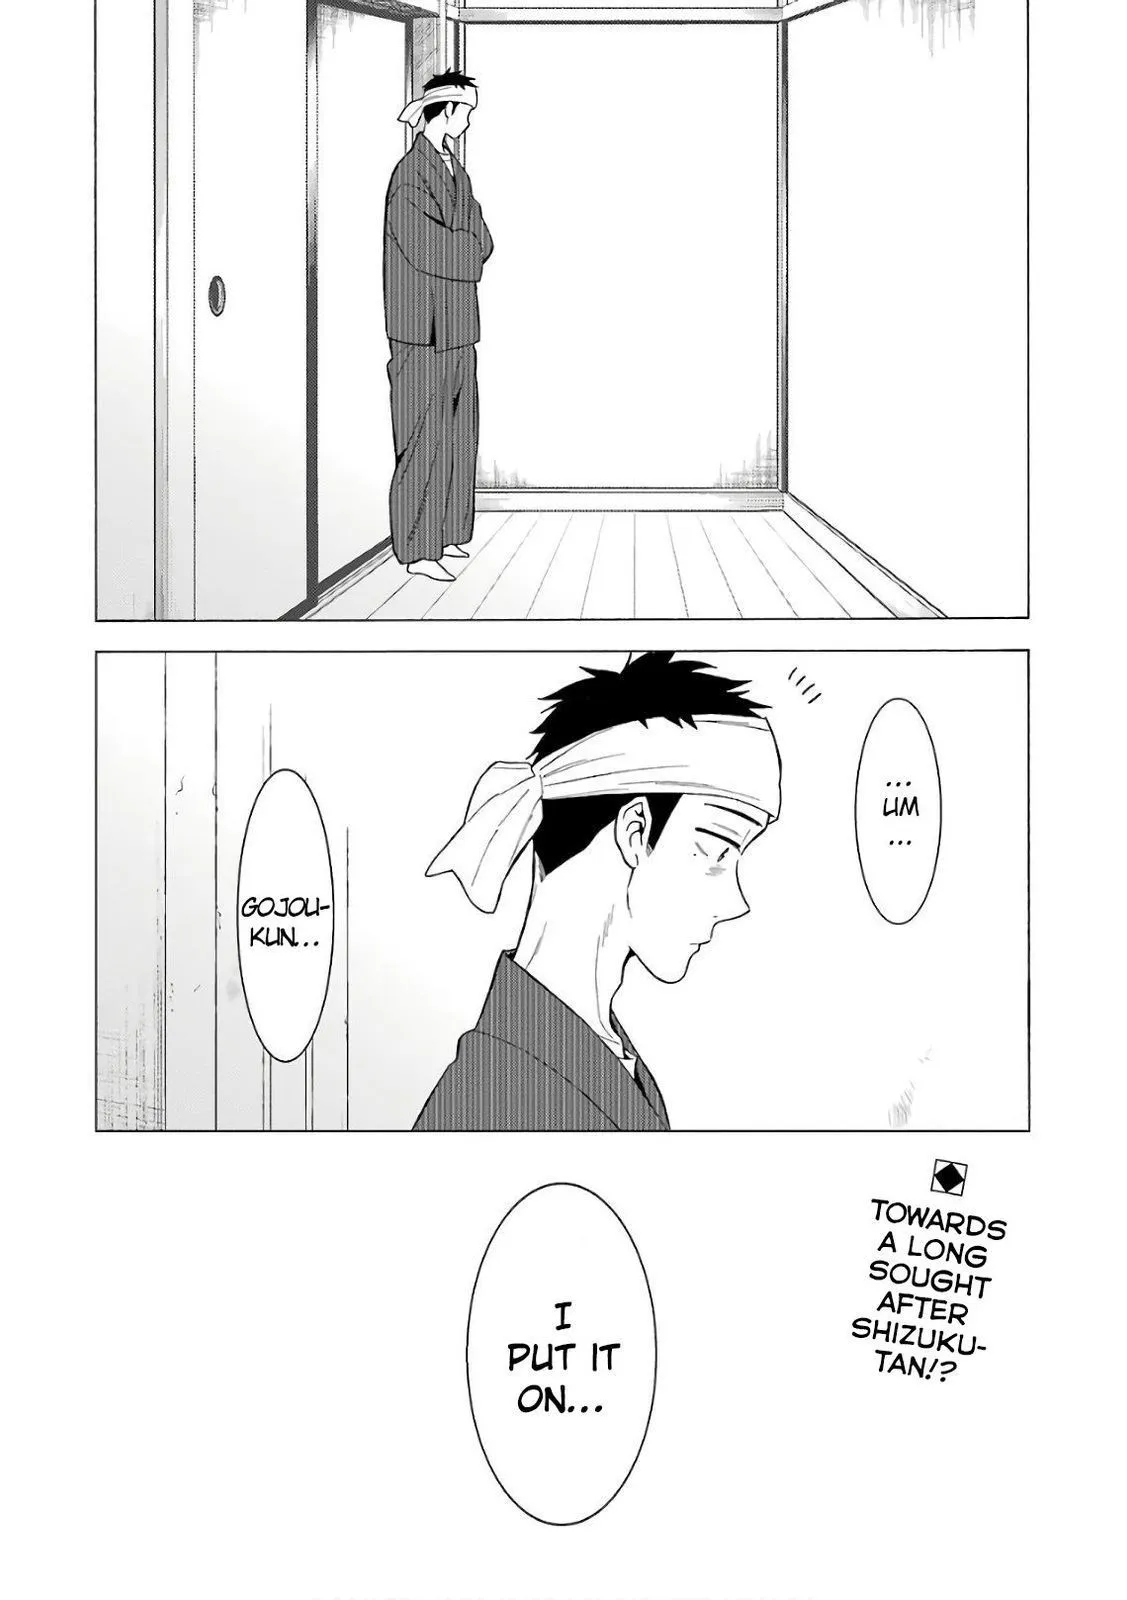 ...
UM
...
GOJOU-
KUN...
I
PUT IT
ON...
TOWARDS
A LONG
SOUGHT
AFTER
SHIZUKU-
TAN!?